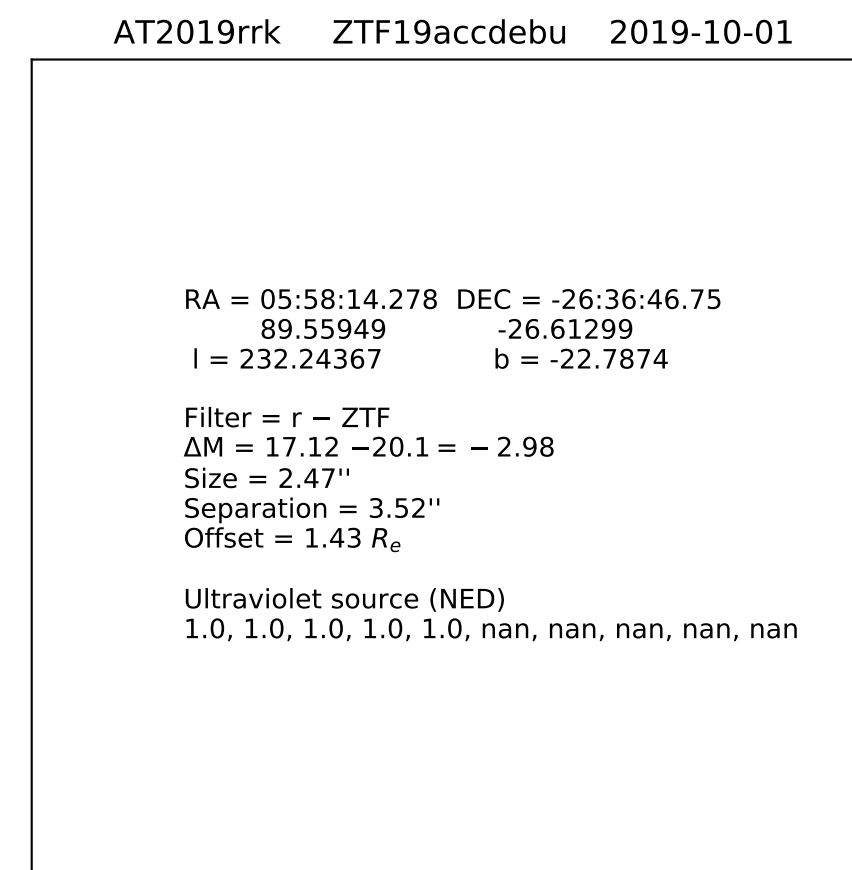 AT2019rrk ZTF19accdebu 2019-10-01
RA = 05:58:14.278 DEC = -26:36:46.75
89.55949 -26.61299
l = 232.24367 b = -22.7874
Filter = r − ZTF
ΔM = 17.12 −20.1 = − 2.98
Size = 2.47''
Separation = 3.52''
Offset = 1.43 Rₑ
Ultraviolet source (NED)
1.0, 1.0, 1.0, 1.0, 1.0, nan, nan, nan, nan, nan